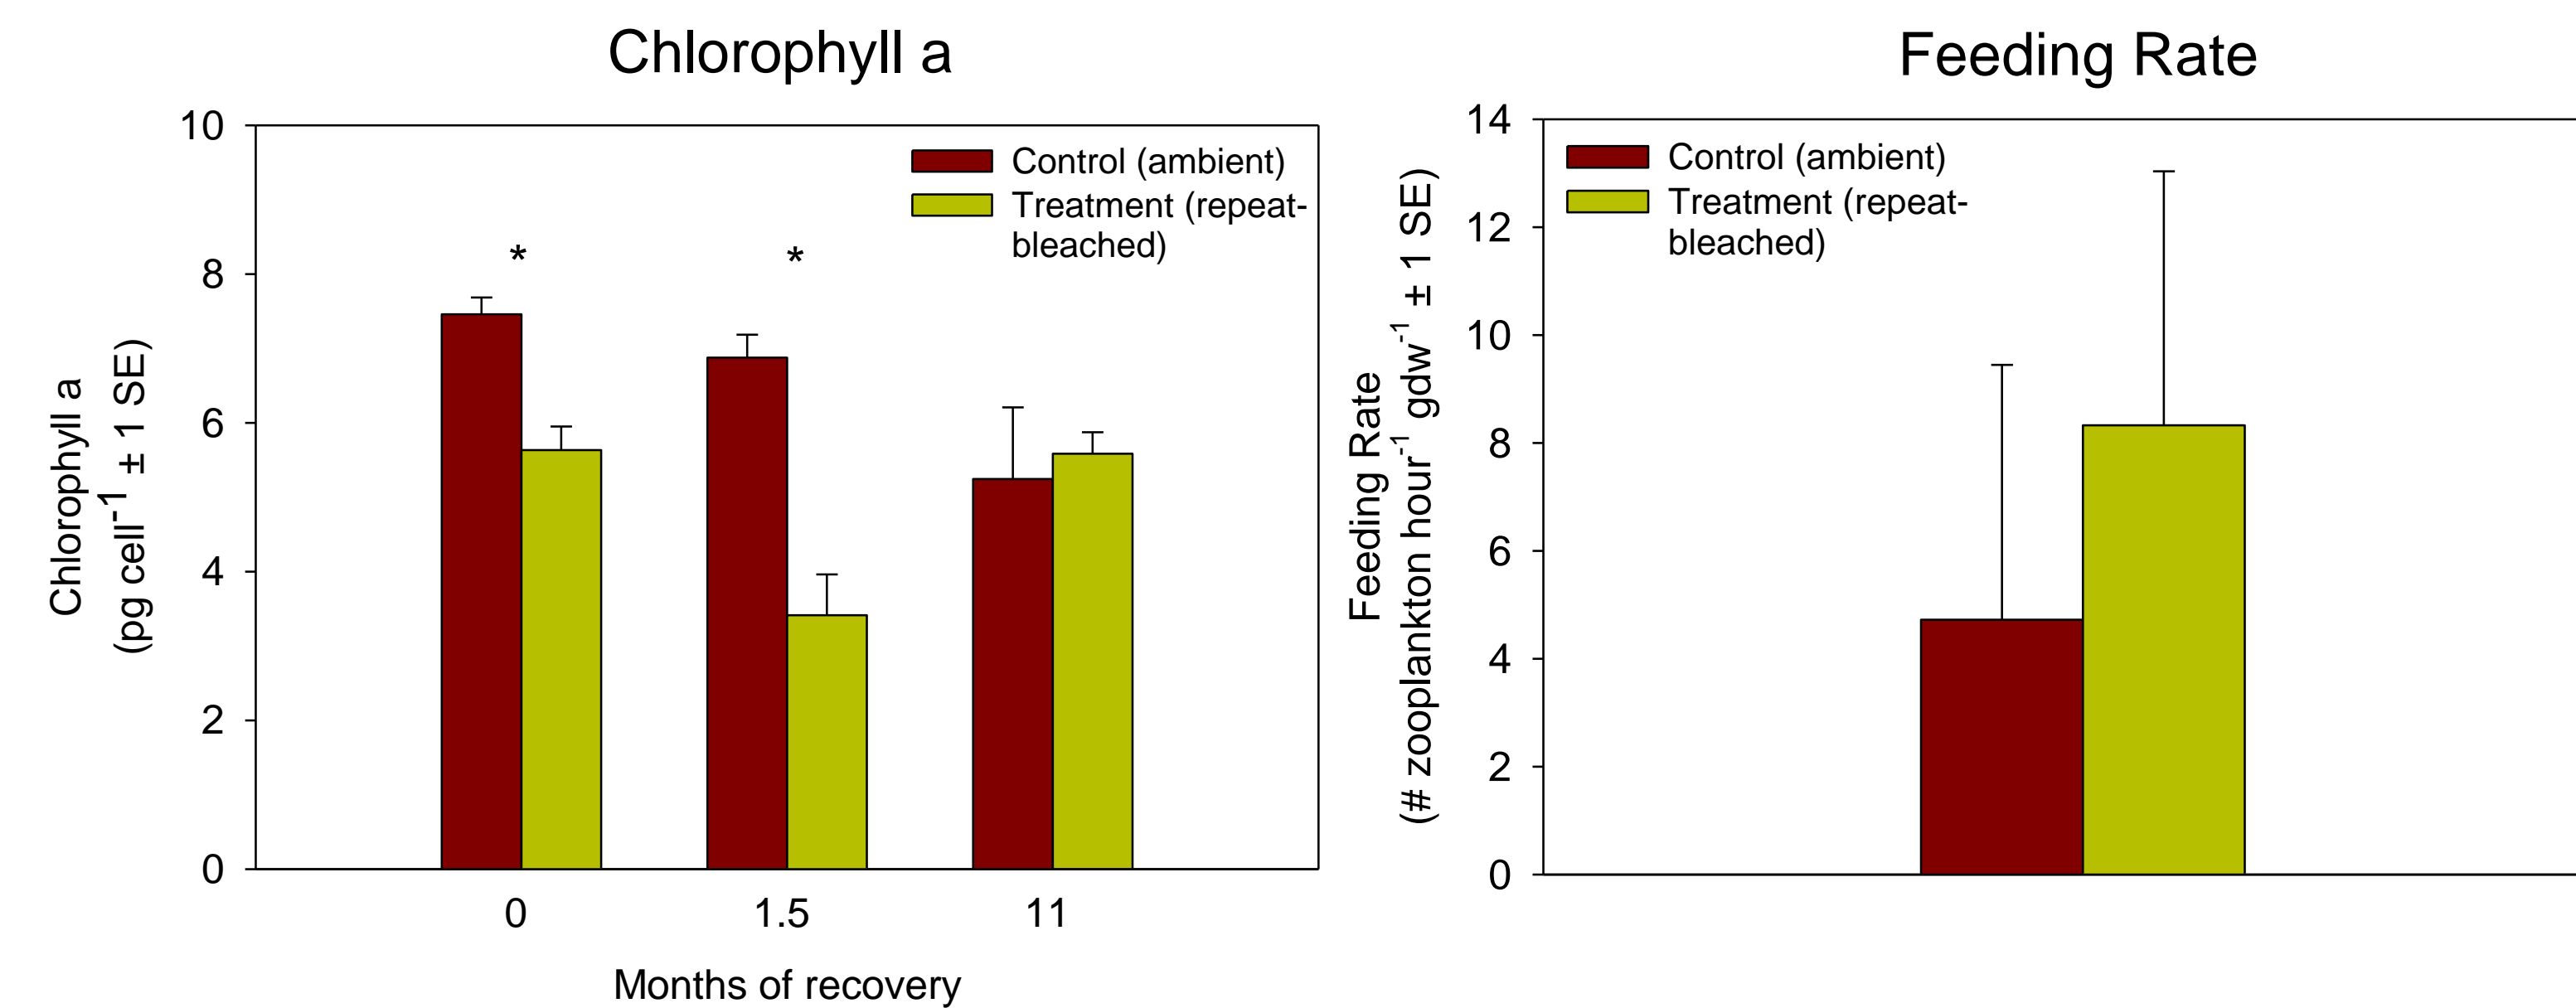 Chlorophyll a
Chlorophyll a
(pg cell-1 ± 1 SE)
10
8
6
4
2
0
Control (ambient)
Treatment (repeat-
bleached)
*
*
0 1.5 11
Months of recovery
Feeding Rate
Feeding Rate
(# zooplankton hour-1 gdw-1 ± 1 SE)
14
12
10
8
6
4
2
0
Control (ambient)
Treatment (repeat-
bleached)